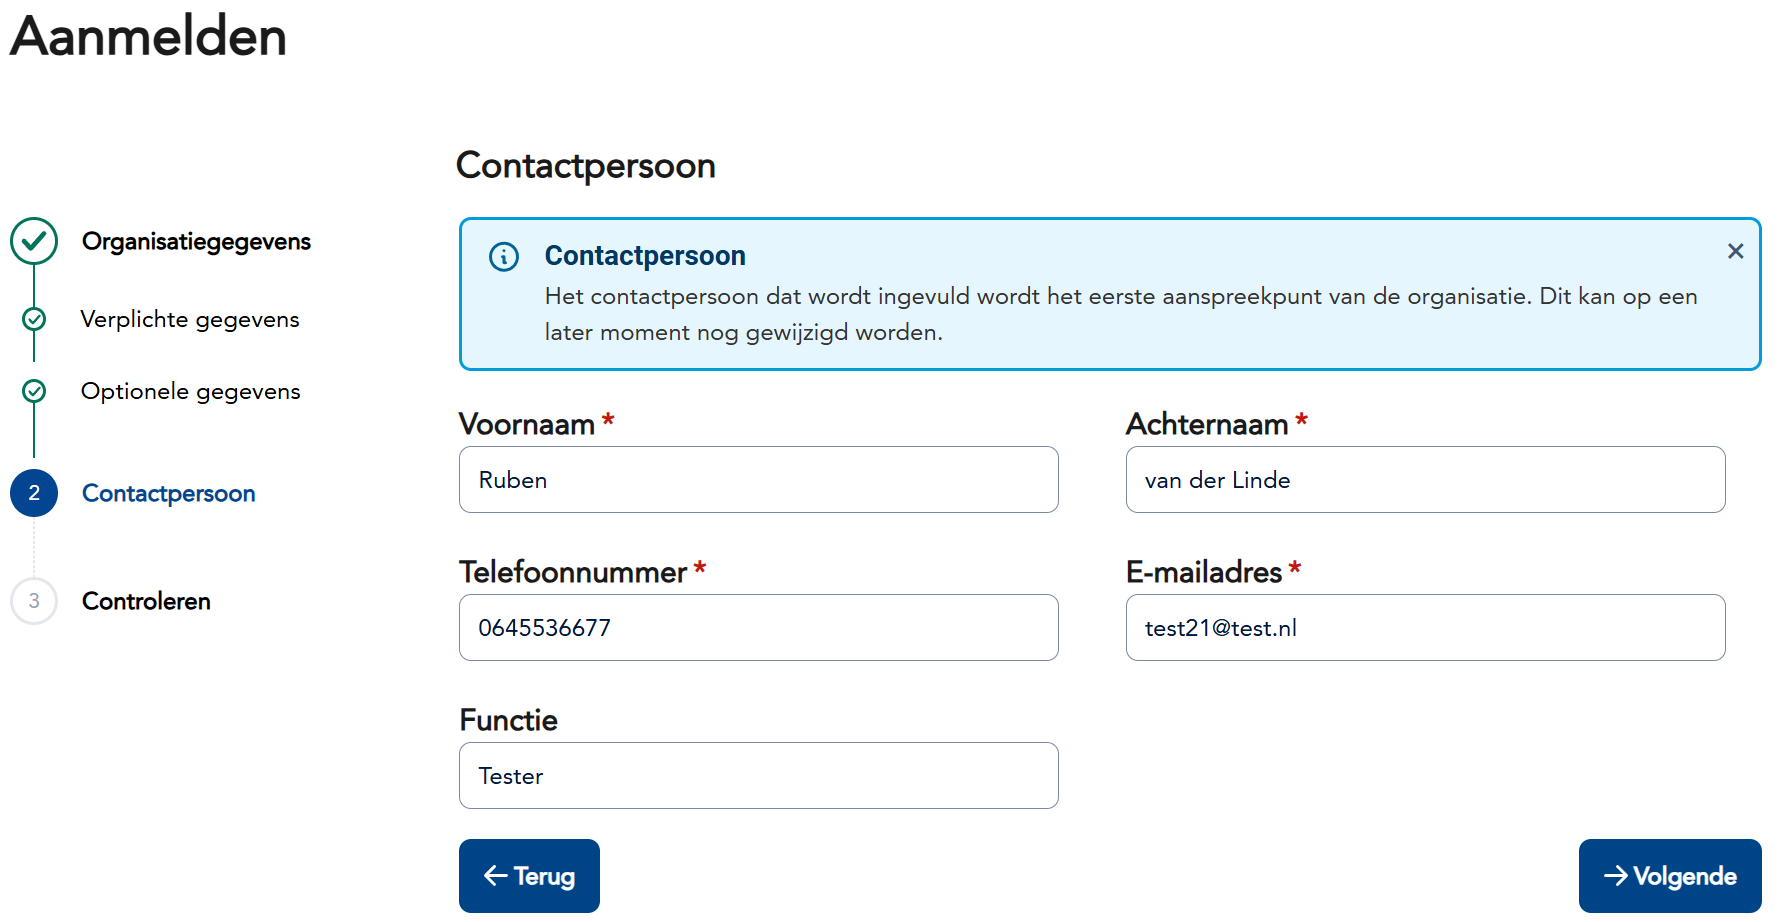 Aanmelden
Contactpersoon
Organisatiegegevens
Verplichte gegevens
Optionele gegevens
2 Contactpersoon
3 Controleren
Contactpersoon
Het contactpersoon dat wordt ingevuld wordt het eerste aanspreekpunt van de organisatie. Dit kan op een
later moment nog gewijzigd worden.
Voornaam *
Ruben
Achternaam *
van der Linde
Telefoonnummer *
0645536677
E-mailadres *
test21@test.nl
Functie
Tester
Terug
Volgende